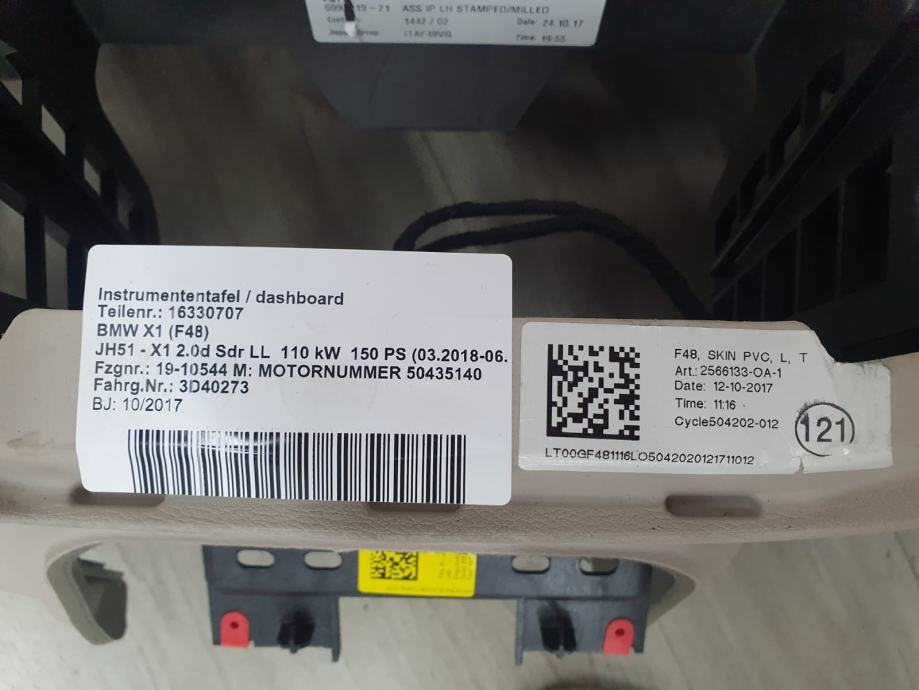 ASS IP LH STAMPED/MILLED
1442 / 02
Date: 24.10.17
Time: 19:55
Instrumententafel / dashboard
Teilenr.: 16330707
BMW X1 (F48)
JH51 - X1 2.0d Sdr LL 110 kW 150 PS (03.2018-06.
Fzgnr.: 19-10544 M: MOTORNUMMER 50435140
Fahrg.Nr.: 3D40273
BJ: 10/2017
F48, SKIN PVC, L, T
Art.: 2566133-OA-1
Date: 12-10-2017
Time: 11:16
Cycle504202-012
121
LT00GF481116LO5042020121711012